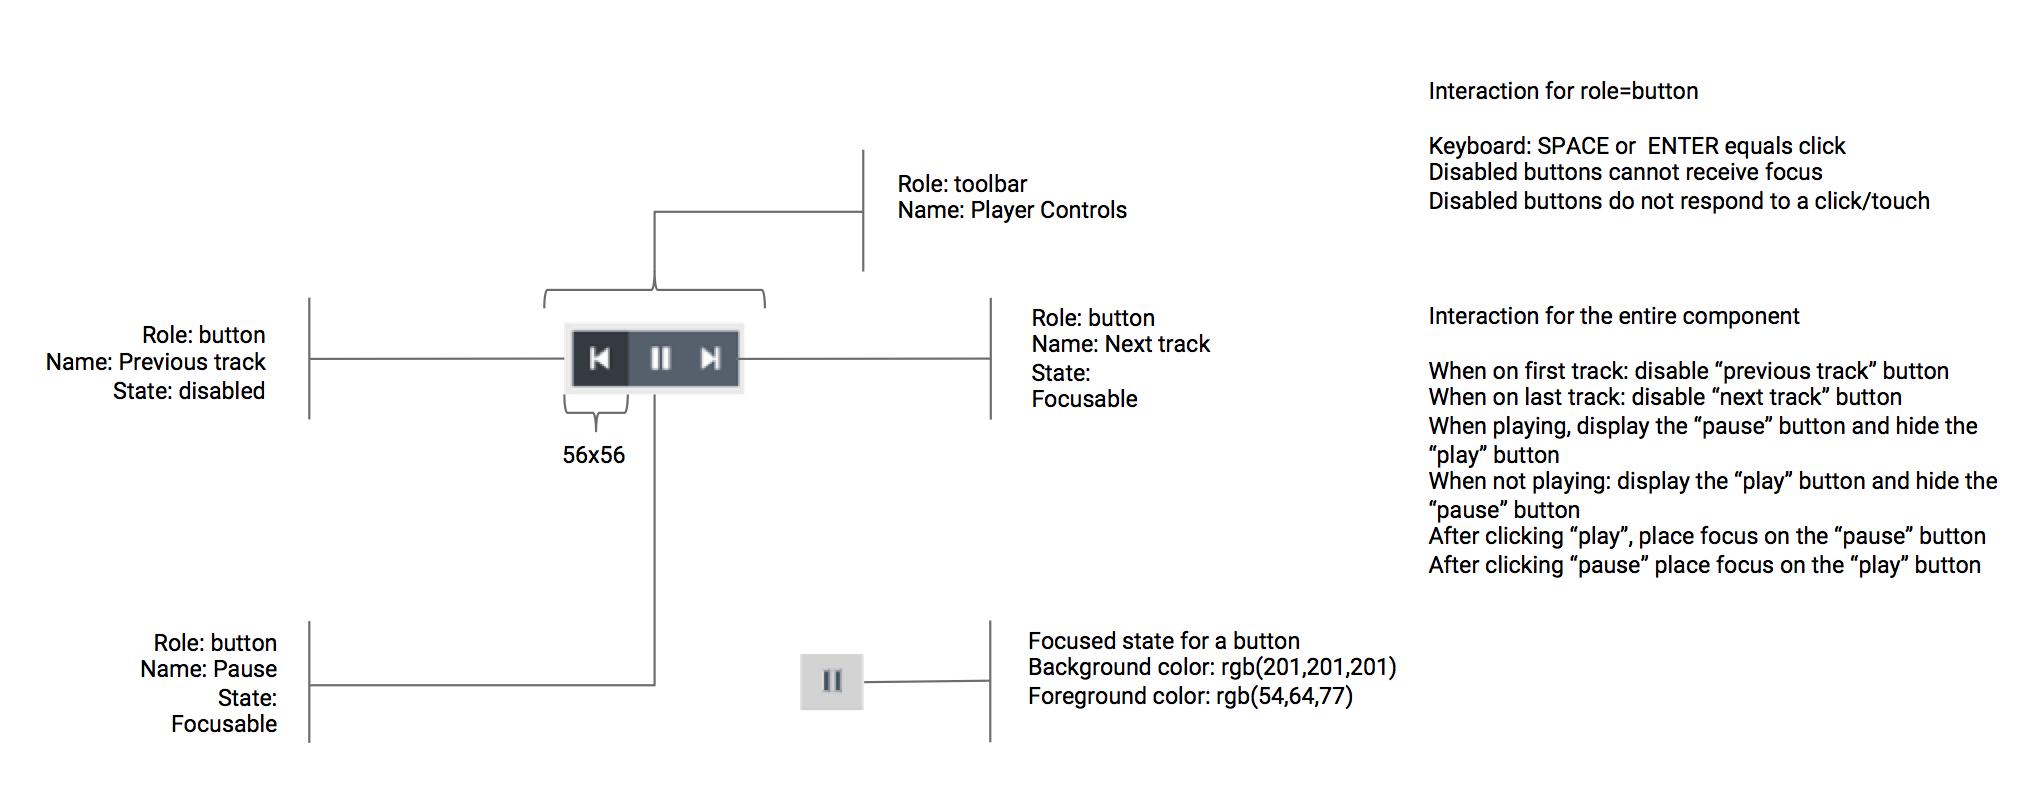 Interaction for role=button
Keyboard: SPACE or  ENTER equals click
Disabled buttons cannot receive focus
Disabled buttons do not respond to a click/touch
Role: toolbar
Name: Player Controls
Role: button
Name: Previous track
State: disabled
56x56
Role: button
Name: Next track
State:
Focusable
Interaction for the entire component
When on first track: disable “previous track” button
When on last track: disable “next track” button
When playing, display the “pause” button and hide the
“play” button
When not playing: display the “play” button and hide the
“pause” button
After clicking “play”, place focus on the “pause” button
After clicking “pause” place focus on the “play” button
Role: button
Name: Pause
State:
Focusable
Focused state for a button
Background color: rgb(201,201,201)
Foreground color: rgb(54,64,77)